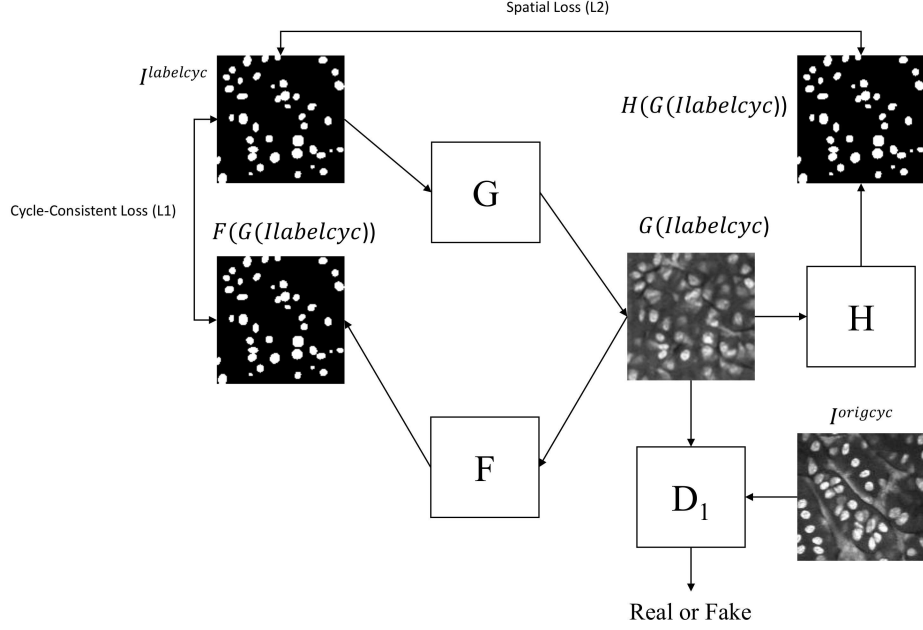 Spatial Loss (L2)
I^labelcyc
H(G(Ilabelcyc))
G
Cycle-Consistent Loss (L1)
F(G(Ilabelcyc))
G(Ilabelcyc)
H
I^origcyc
F
D₁
Real or Fake